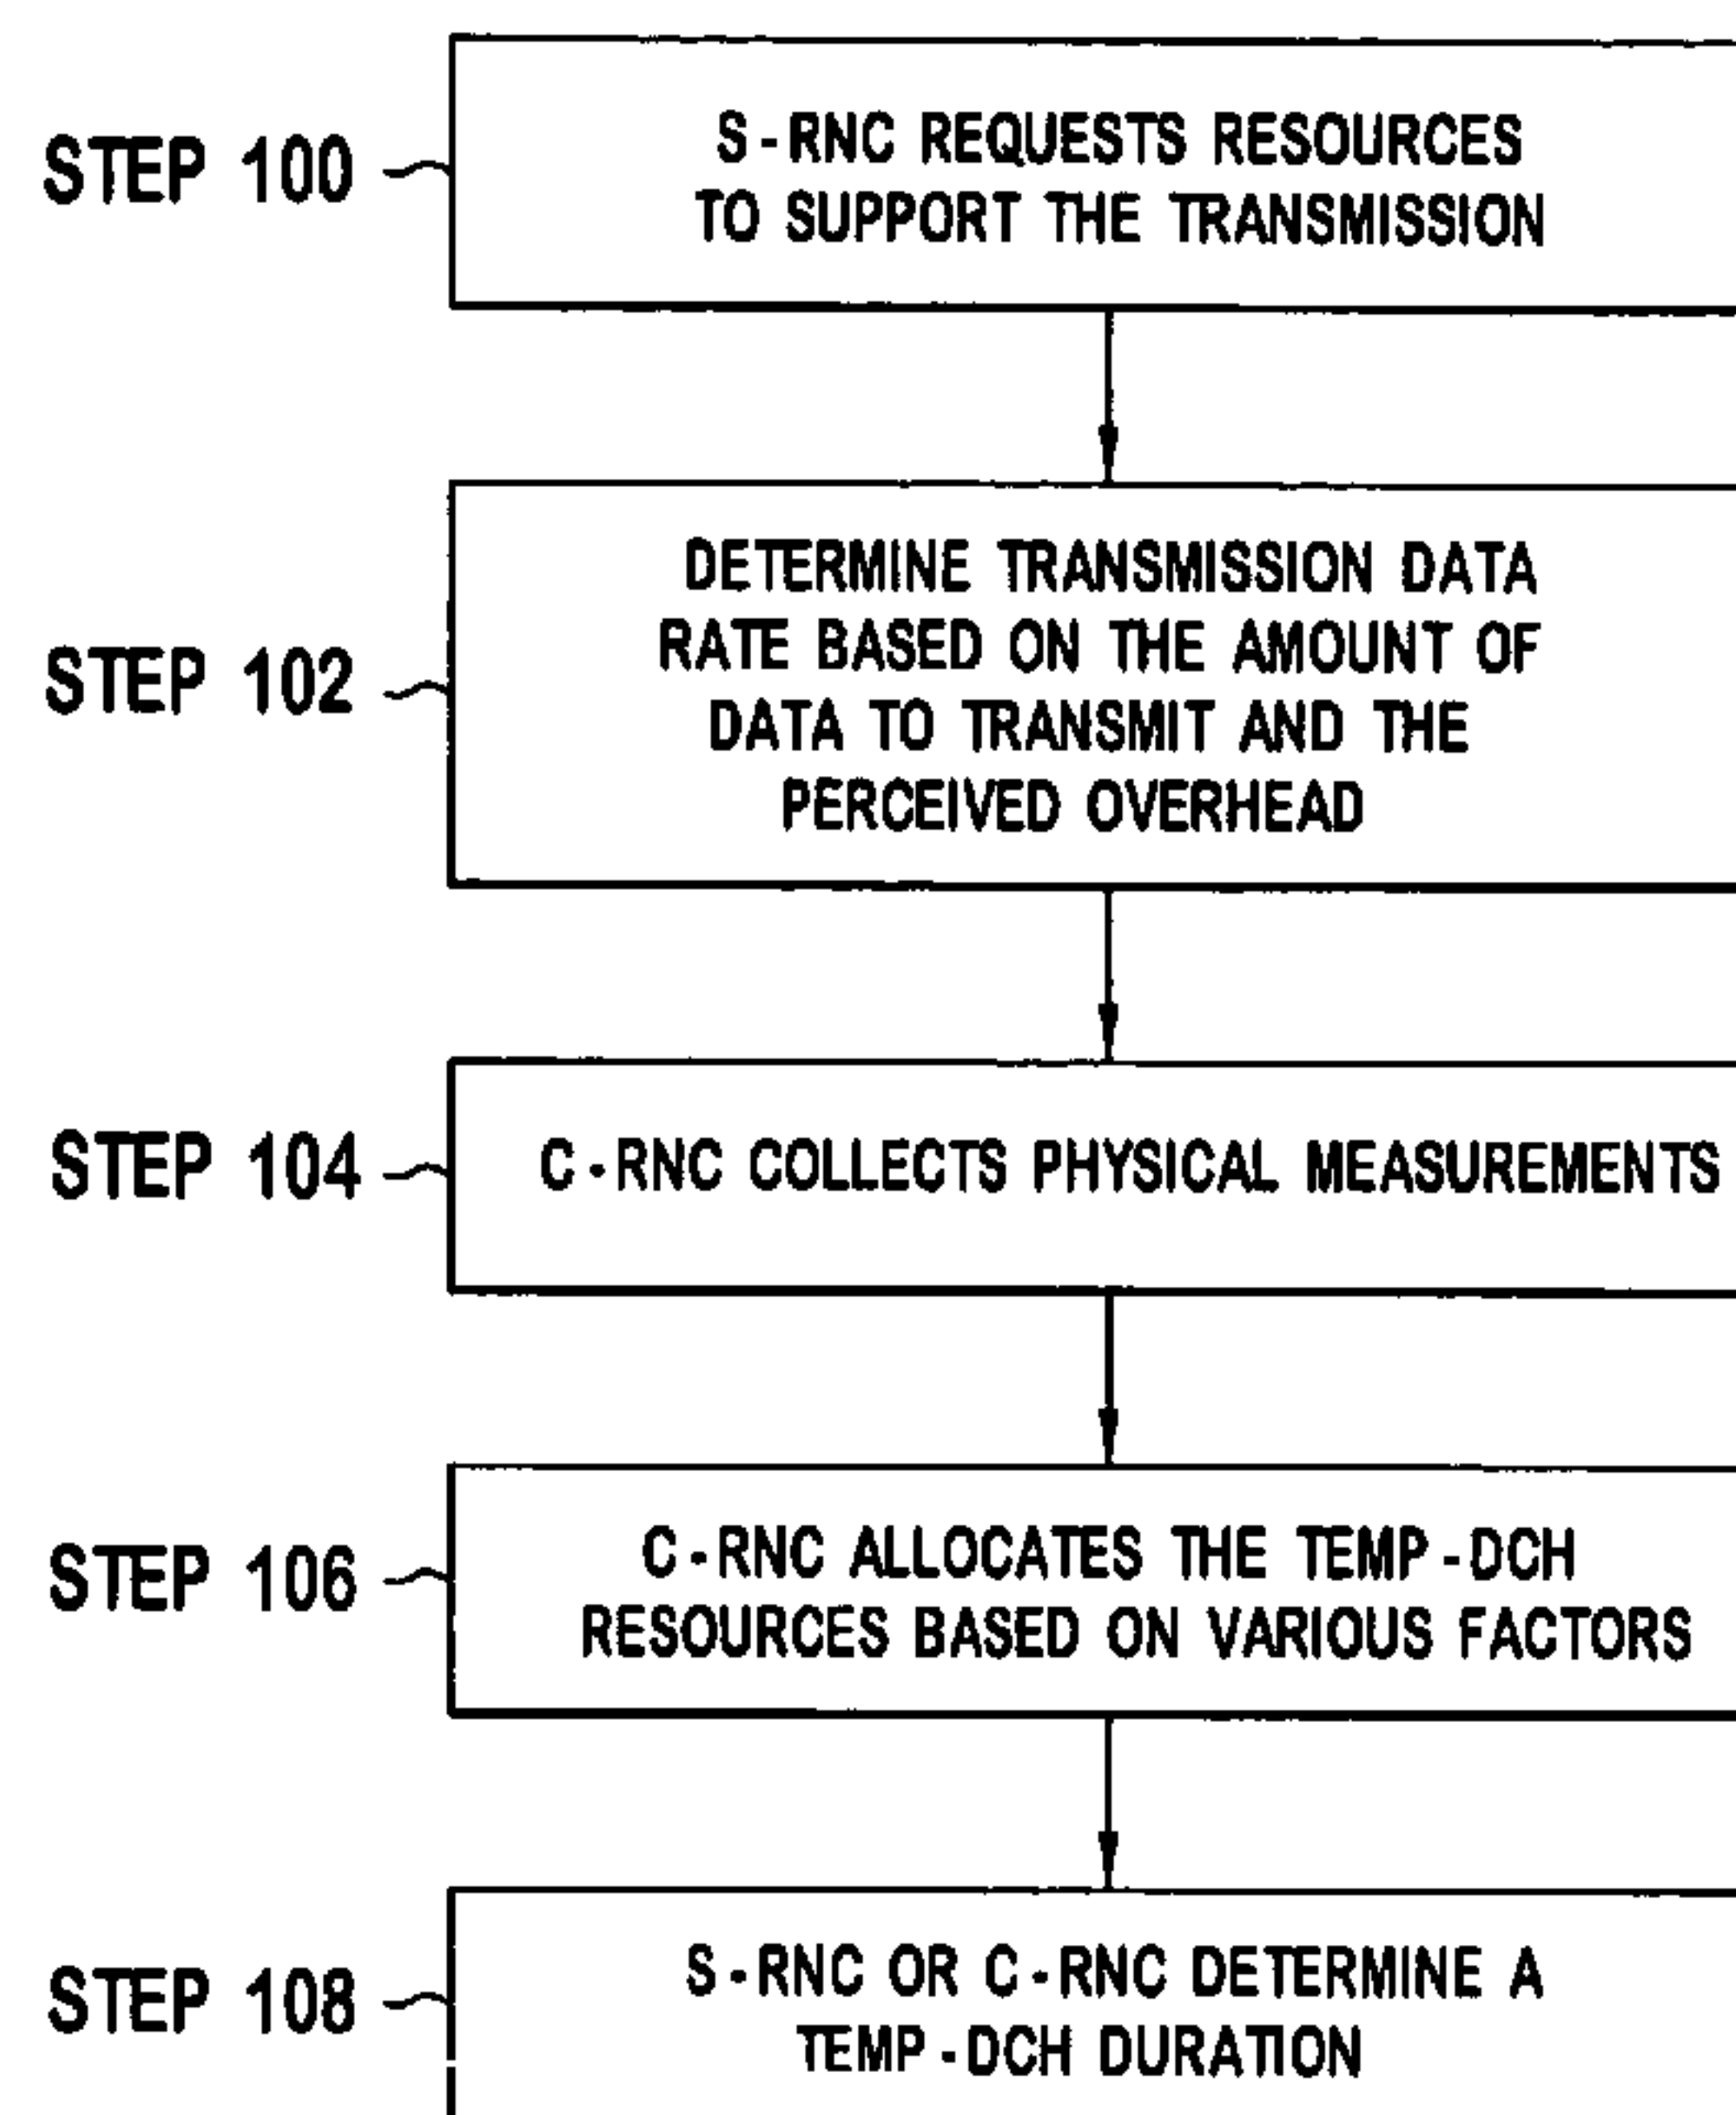 STEP 100
S-RNC REQUESTS RESOURCES
TO SUPPORT THE TRANSMISSION
STEP 102
DETERMINE TRANSMISSION DATA
RATE BASED ON THE AMOUNT OF
DATA TO TRANSMIT AND THE
PERCEIVED OVERHEAD
STEP 104
C-RNC COLLECTS PHYSICAL MEASUREMENTS
STEP 106
C-RNC ALLOCATES THE TEMP-DCH
RESOURCES BASED ON VARIOUS FACTORS
STEP 108
S-RNC OR C-RNC DETERMINE A
TEMP-DCH DURATION